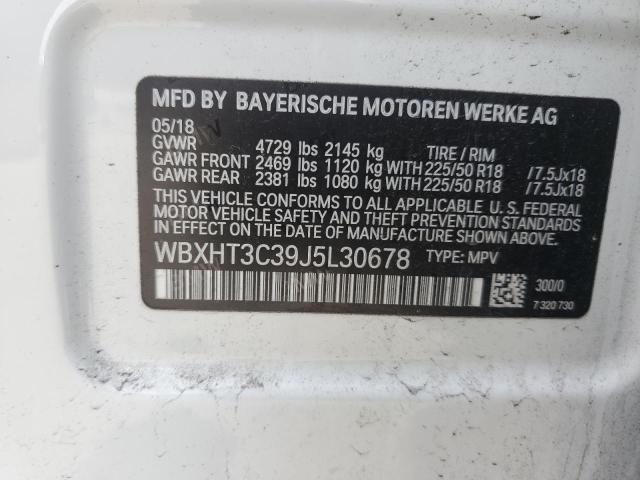 MFD BY BAYERISCHE MOTOREN WERKE AG
05/18
GVWR 4729 lbs 2145 kg TIRE / RIM
GAWR FRONT 2469 lbs 1120 kg WITH 225/50 R18 /7.5Jx18
GAWR REAR 2381 lbs 1080 kg WITH 225/50 R18 /7.5Jx18
THIS VEHICLE CONFORMS TO ALL APPLICABLE U. S. FEDERAL
MOTOR VEHICLE SAFETY AND THEFT PREVENTION STANDARDS
IN EFFECT ON THE DATE OF MANUFACTURE SHOWN ABOVE.
WBXHT3C39J5L30678 TYPE: MPV
300/0
7 320 730